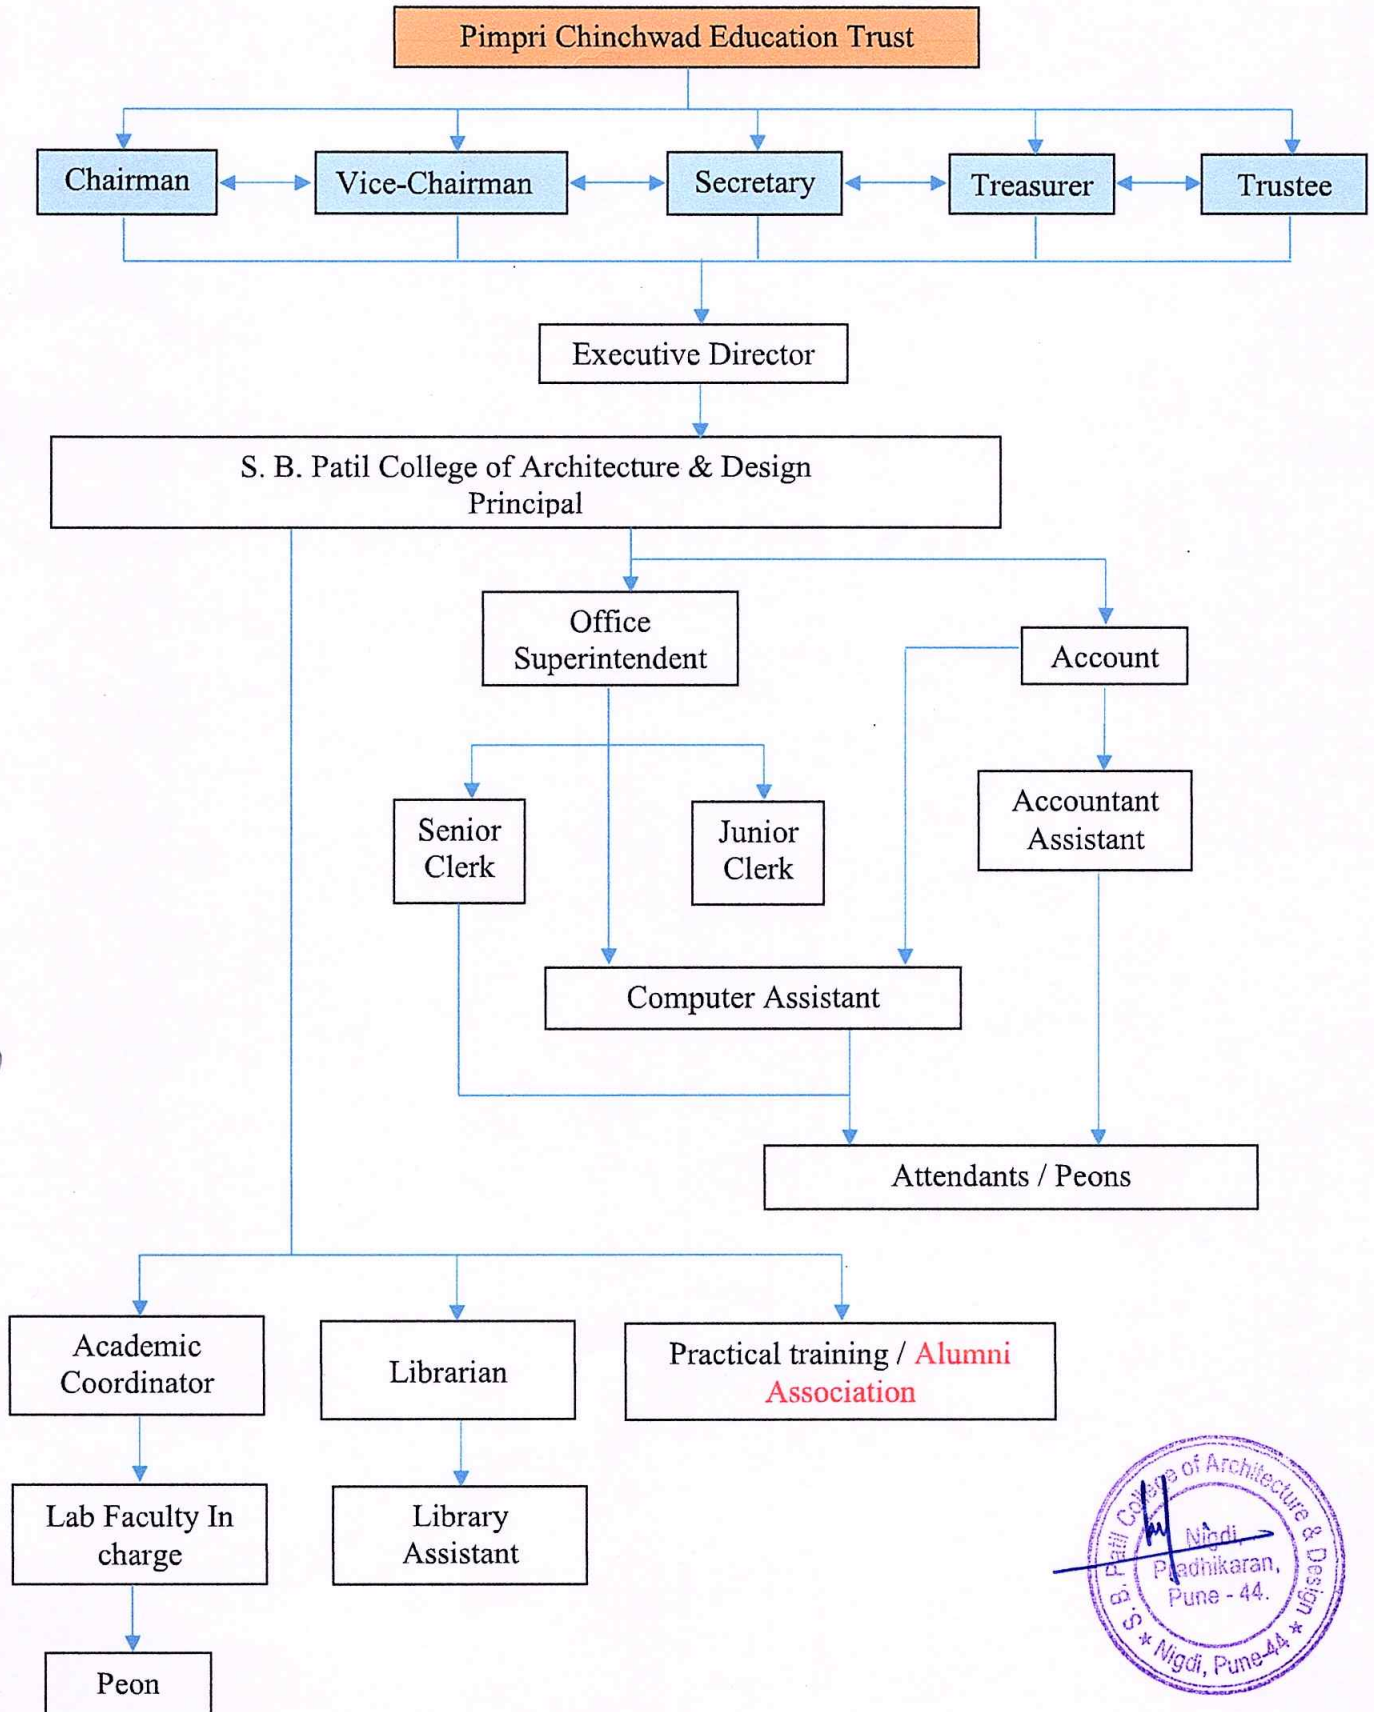 Pimpri Chinchwad Education Trust
Chairman
Vice-Chairman
Secretary
Treasurer
Trustee
Executive Director
S. B. Patil College of Architecture & Design
Principal
Office
Superintendent
Account
Senior
Clerk
Junior
Clerk
Accountant
Assistant
Computer Assistant
Attendants / Peons
Academic
Coordinator
Librarian
Practical training / Alumni
Association
Lab Faculty In
charge
Library
Assistant
Peon
S. B. Patil College of Architecture & Design
* Nigdi, Pune-44 *
Nigdi,
Pradhikaran,
Pune - 44.